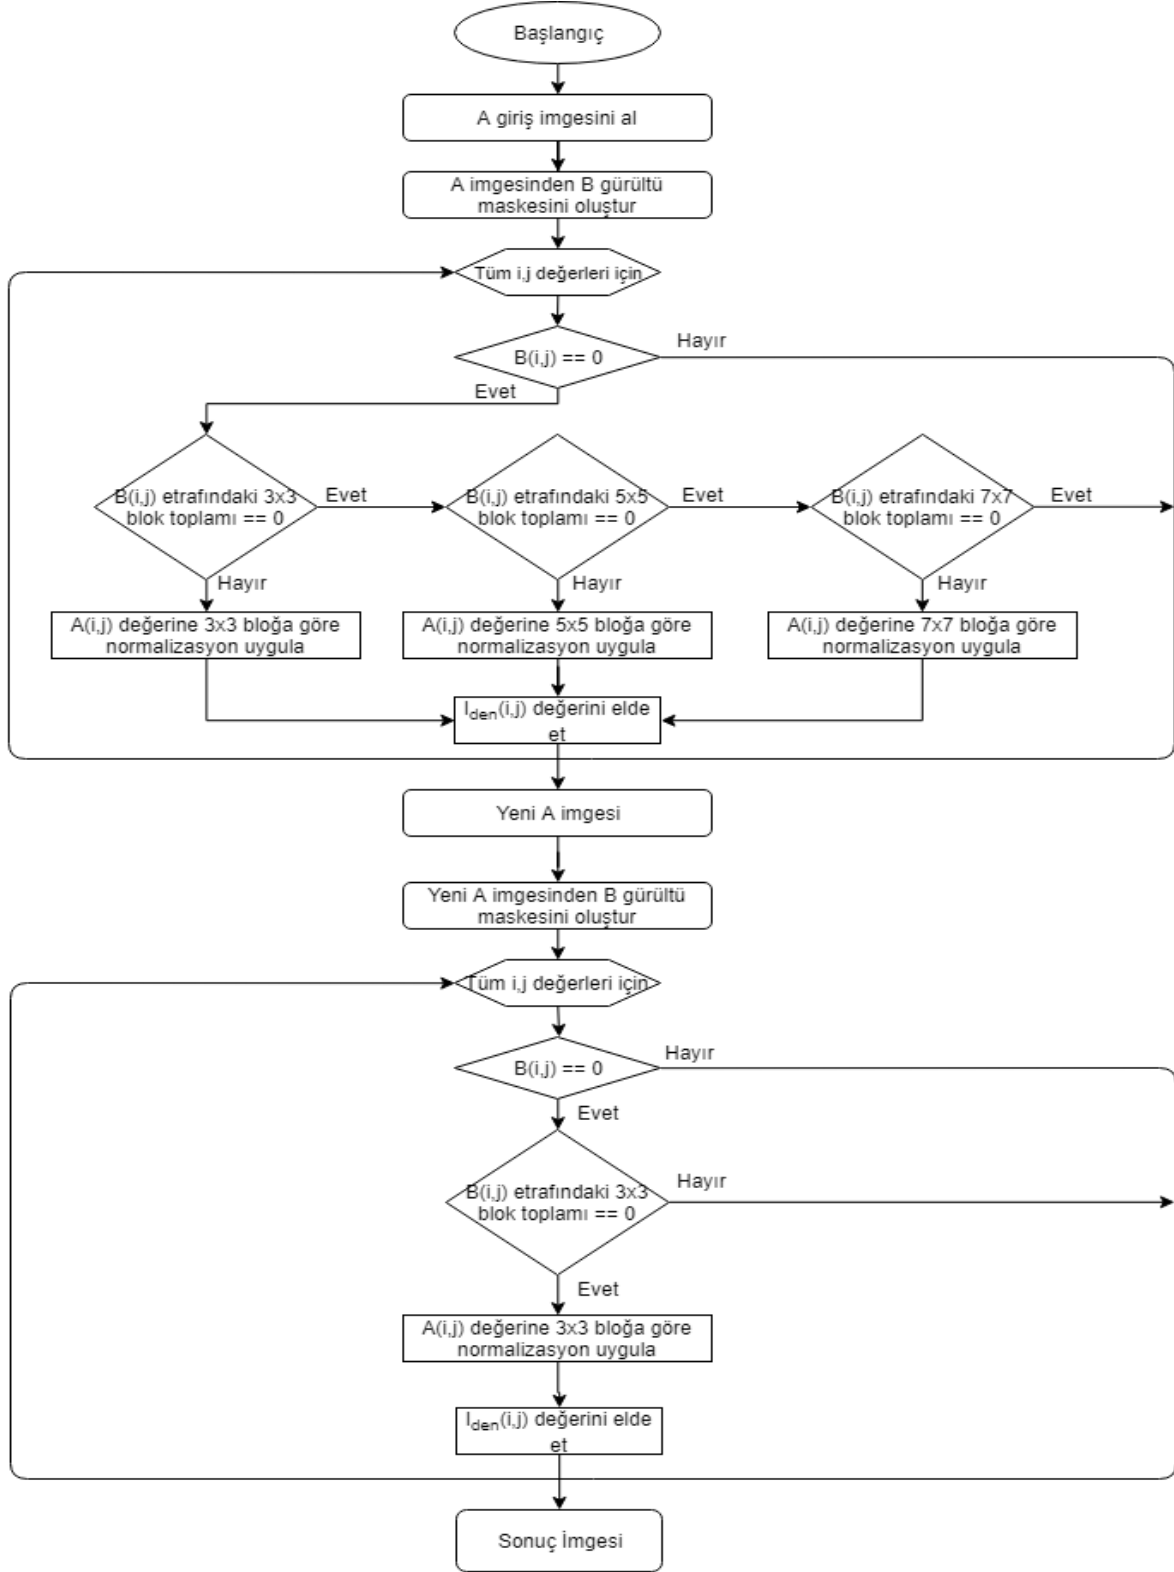 Başlangıç
A giriş imgesini al
A imgesinden B gürültü
maskesini oluştur
Tüm i,j değerleri için
B(i,j) == 0
Hayır
Evet
B(i,j) etrafındaki 3x3
blok toplamı == 0
Evet
B(i,j) etrafındaki 5x5
blok toplamı == 0
Evet
B(i,j) etrafındaki 7x7
blok toplamı == 0
Evet
Hayır
Hayır
Hayır
A(i,j) değerine 3x3 bloğa göre
normalizasyon uygula
A(i,j) değerine 5x5 bloğa göre
normalizasyon uygula
A(i,j) değerine 7x7 bloğa göre
normalizasyon uygula
Iden(i,j) değerini elde
et
Yeni A imgesi
Yeni A imgesinden B gürültü
maskesini oluştur
Tüm i,j değerleri için
B(i,j) == 0
Hayır
Evet
B(i,j) etrafındaki 3x3
blok toplamı == 0
Hayır
Evet
A(i,j) değerine 3x3 bloğa göre
normalizasyon uygula
Iden(i,j) değerini elde
et
Sonuç İmgesi